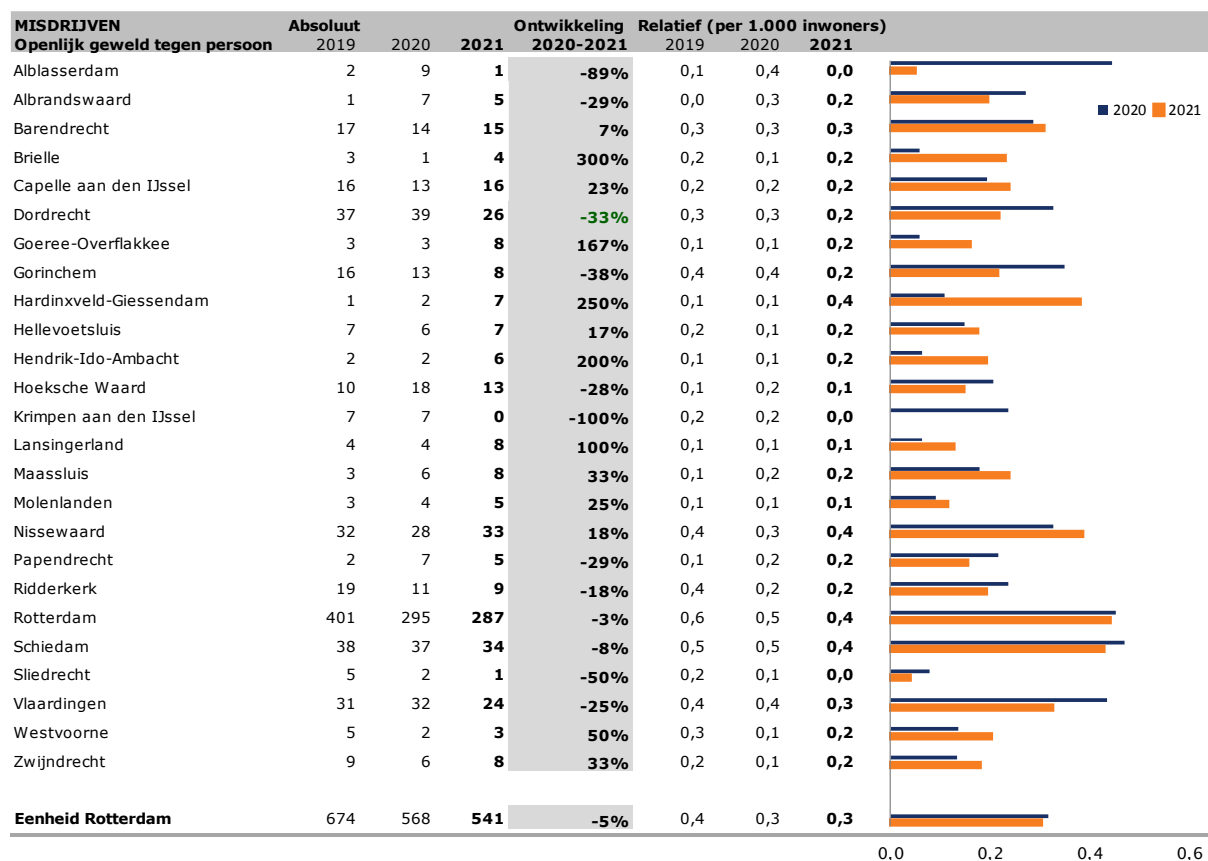 MISDRIJVEN Absoluut Ontwikkeling Relatief (per 1.000 inwoners)
Openlijk geweld tegen persoon 2019 2020 2021 2020-2021 2019 2020 2021
Alblasserdam 2 9 1 -89% 0,1 0,4 0,0
Albrandswaard 1 7 5 -29% 0,0 0,3 0,2
2020 2021
Barendrecht 17 14 15 7% 0,3 0,3 0,3
Brielle 3 1 4 300% 0,2 0,1 0,2
Capelle aan den IJssel 16 13 16 23% 0,2 0,2 0,2
Dordrecht 37 39 26 -33% 0,3 0,3 0,2
Goeree-Overflakkee 3 3 8 167% 0,1 0,1 0,2
Gorinchem 16 13 8 -38% 0,4 0,4 0,2
Hardinxveld-Giessendam 1 2 7 250% 0,1 0,1 0,4
Hellevoetsluis 7 6 7 17% 0,2 0,1 0,2
Hendrik-Ido-Ambacht 2 2 6 200% 0,1 0,1 0,2
Hoeksche Waard 10 18 13 -28% 0,1 0,2 0,1
Krimpen aan den IJssel 7 7 0 -100% 0,2 0,2 0,0
Lansingerland 4 4 8 100% 0,1 0,1 0,1
Maassluis 3 6 8 33% 0,1 0,2 0,2
Molenlanden 3 4 5 25% 0,1 0,1 0,1
Nissewaard 32 28 33 18% 0,4 0,3 0,4
Papendrecht 2 7 5 -29% 0,1 0,2 0,2
Ridderkerk 19 11 9 -18% 0,4 0,2 0,2
Rotterdam 401 295 287 -3% 0,6 0,5 0,4
Schiedam 38 37 34 -8% 0,5 0,5 0,4
Sliedrecht 5 2 1 -50% 0,2 0,1 0,0
Vlaardingen 31 32 24 -25% 0,4 0,4 0,3
Westvoorne 5 2 3 50% 0,3 0,1 0,2
Zwijndrecht 9 6 8 33% 0,2 0,1 0,2
Eenheid Rotterdam 674 568 541 -5% 0,4 0,3 0,3
0.0 0.2 0.4 0.6